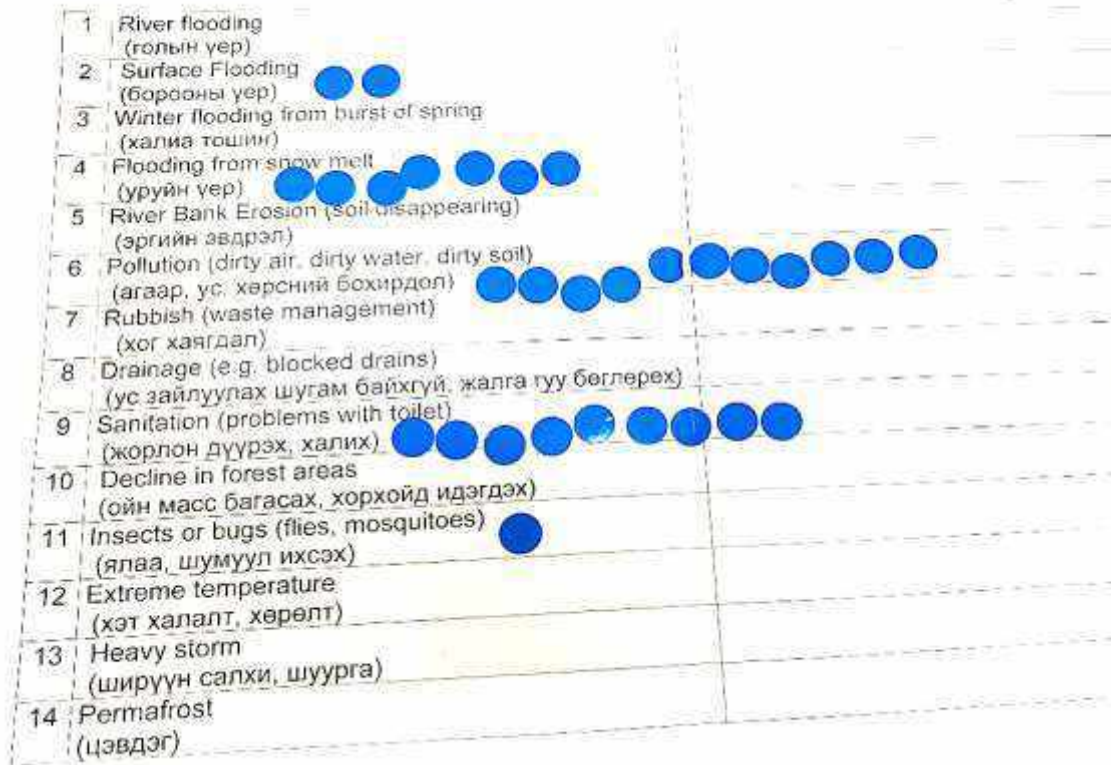 1 River flooding
(голын үер)
2 Surface Flooding
(борооны үер)
3 Winter flooding from burst of spring
(халиа тошин)
4 Flooding from snow melt
(уруйн үер)
5 River Bank Erosion (soil disappearing)
(эргийн эвдрэл)
6 Pollution (dirty air, dirty water, dirty soil)
(агаар, ус, хөрсний бохирдол)
7 Rubbish (waste management)
(хог хаягдал)
8 Drainage (e.g. blocked drains)
(ус зайлуулах шугам байхгүй, жалга гуу бөглөрөх)
9 Sanitation (problems with toilet)
(жорлон дүүрэх, халих)
10 Decline in forest areas
(ойн масс багасах, хорхойд идэгдэх)
11 Insects or bugs (flies, mosquitoes)
(ялаа, шумуул ихсэх)
12 Extreme temperature
(хэт халалт, хөрөлт)
13 Heavy storm
(ширүүн салхи, шуурга)
14 Permafrost
(цэвдэг)